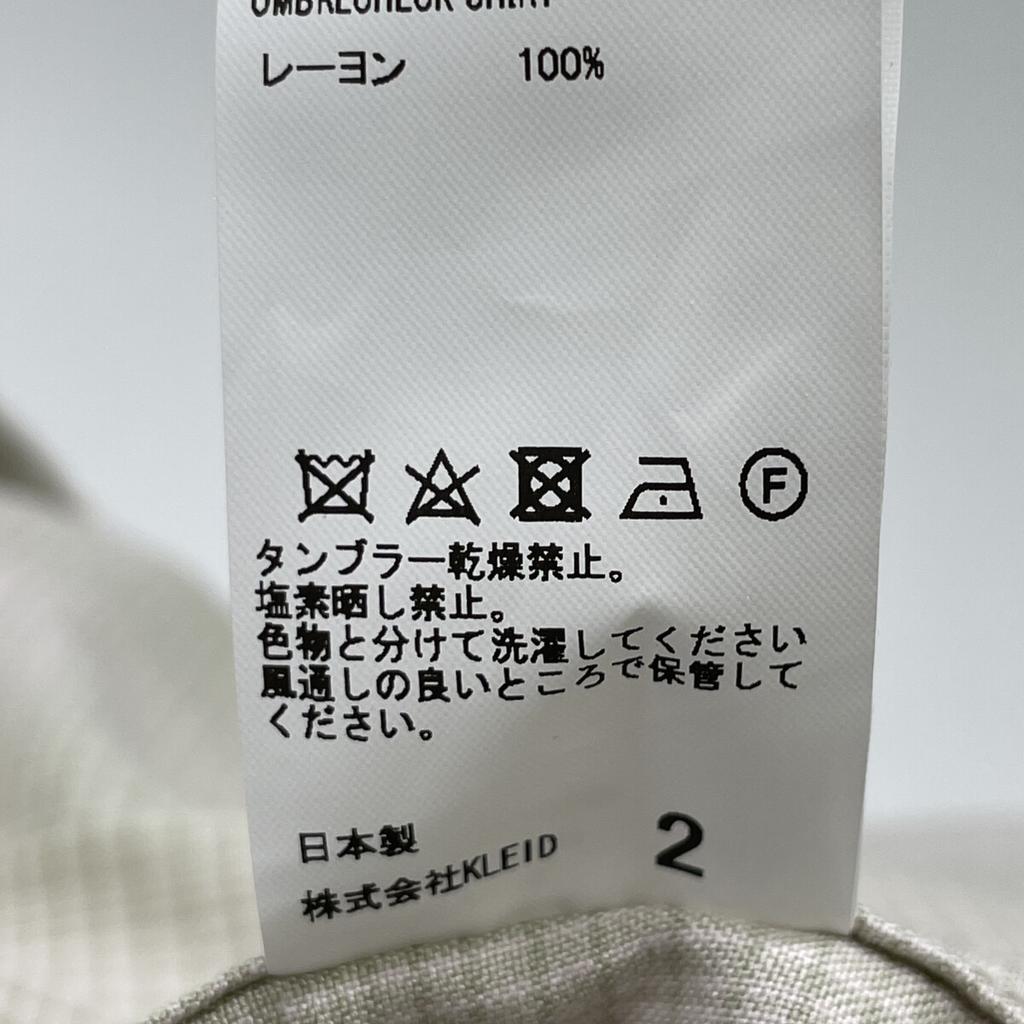 OMBRECHECK SHIRT
レーヨン 100%
F
タンブラー乾燥禁止。
塩素晒し禁止。
色物と分けて洗濯してください
風通しの良いところで保管して
ください。
日本製 2
株式会社KLEID